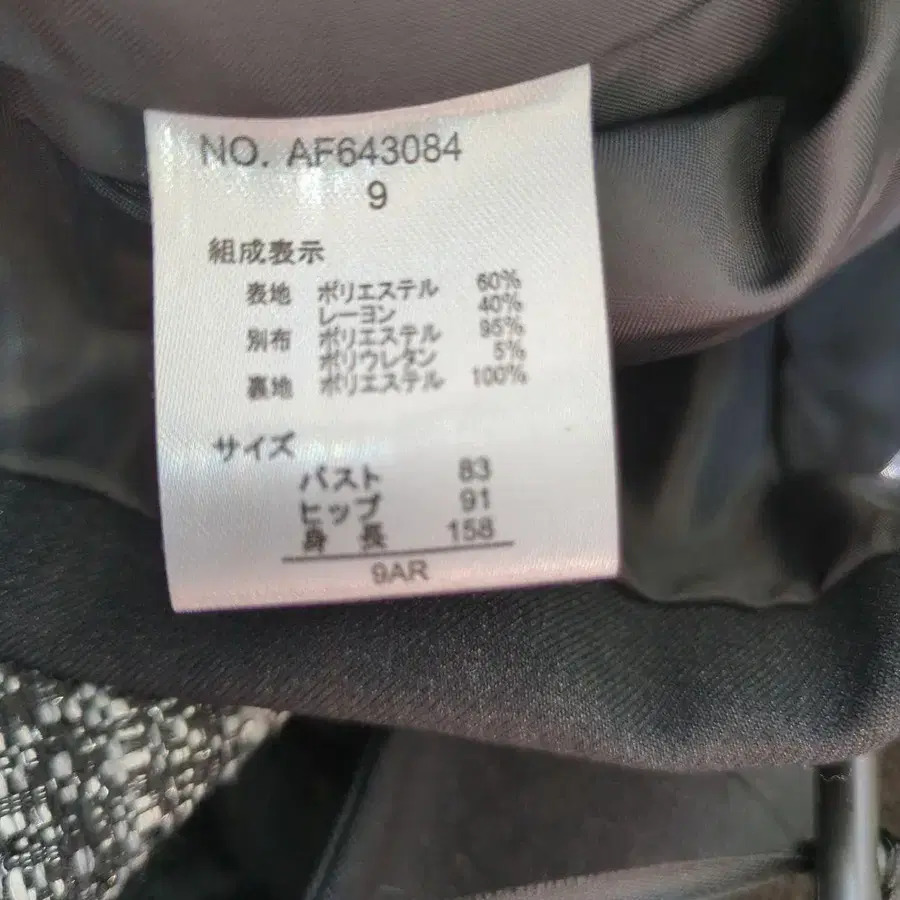 NO. AF643084
9
組成表示
表地 ポリエステル 60%
レーヨン 40%
別布 ポリエステル 95%
ポリウレタン 5%
裏地 ポリエステル 100%
サイズ
バスト 83
ヒップ 91
身長 158
9AR